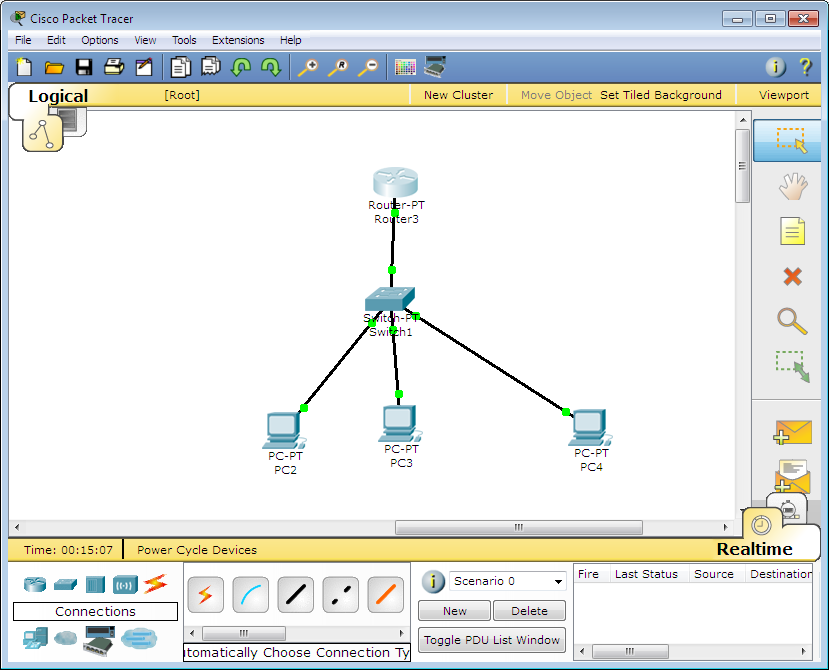 Cisco Packet Tracer
File Edit Options View Tools Extensions Help
Logical [Root] New Cluster Move Object Set Tiled Background Viewport
Router-PT
Router3
Switch-PT
Switch1
PC-PT
PC2
PC-PT
PC3
PC-PT
PC4
Time: 00:15:07 Power Cycle Devices
Realtime
Connections
utomatically Choose Connection Ty
Scenario 0
New Delete
Toggle PDU List Window
Fire Last Status Source Destination